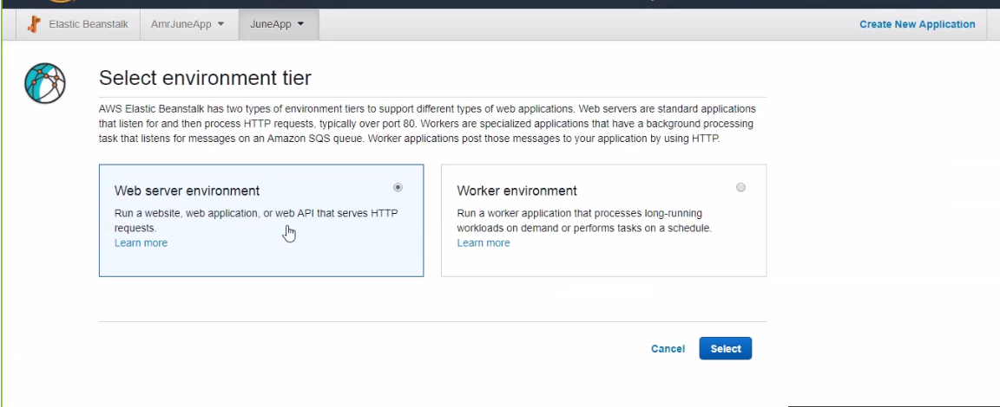 Elastic Beanstalk AmrJuneApp JuneApp Create New Application
Select environment tier
AWS Elastic Beanstalk has two types of environment tiers to support different types of web applications. Web servers are standard applications
that listen for and then process HTTP requests, typically over port 80. Workers are specialized applications that have a background processing
task that listens for messages on an Amazon SQS queue. Worker applications post those messages to your application by using HTTP.
Web server environment
Run a website, web application, or web API that serves HTTP
requests.
Learn more
Worker environment
Run a worker application that processes long-running
workloads on demand or performs tasks on a schedule.
Learn more
Cancel Select